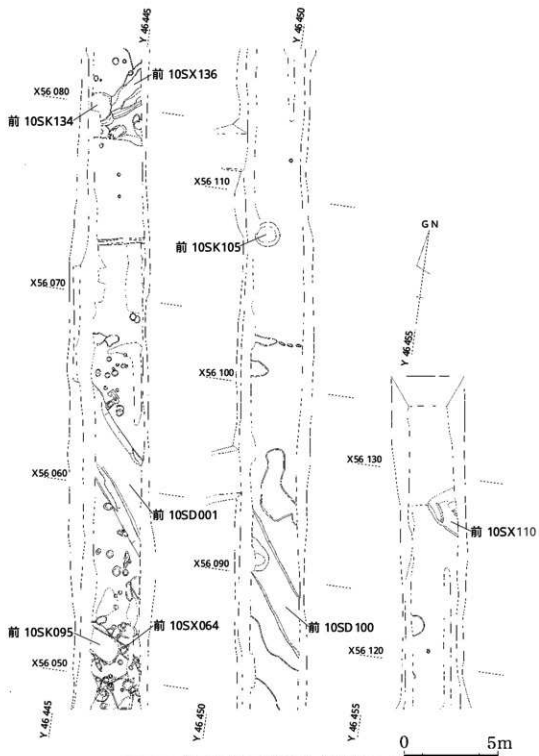 Y 46 445
前 10SX136
X56 080
前 10SK134
X56 070
X56 060
前 10SD001
前 10SK095
前 10SX064
X56 050
Y 46 445
Y 46 450
X56 110
前 10SK105
X56 100
X56 090
前 10SD100
Y 46 450
G N
Y 46 455
X56 130
前 10SX110
X56 120
Y 46 455
0 5m